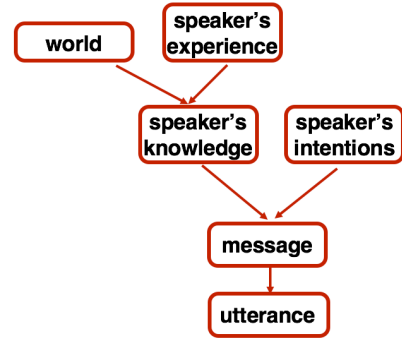 world
speaker's
experience
speaker's
knowledge
speaker's
intentions
message
utterance